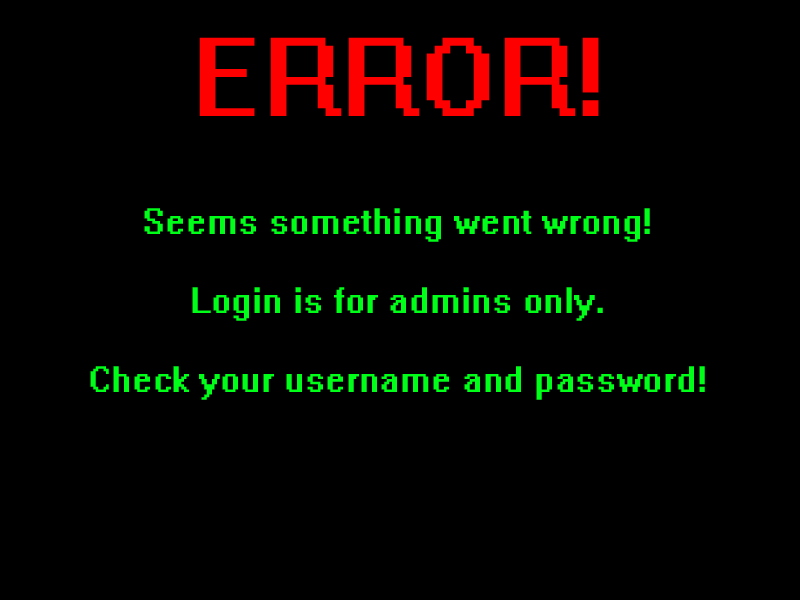 ERROR!
Seems something went wrong!
Login is for admins only.
Check your username and password!